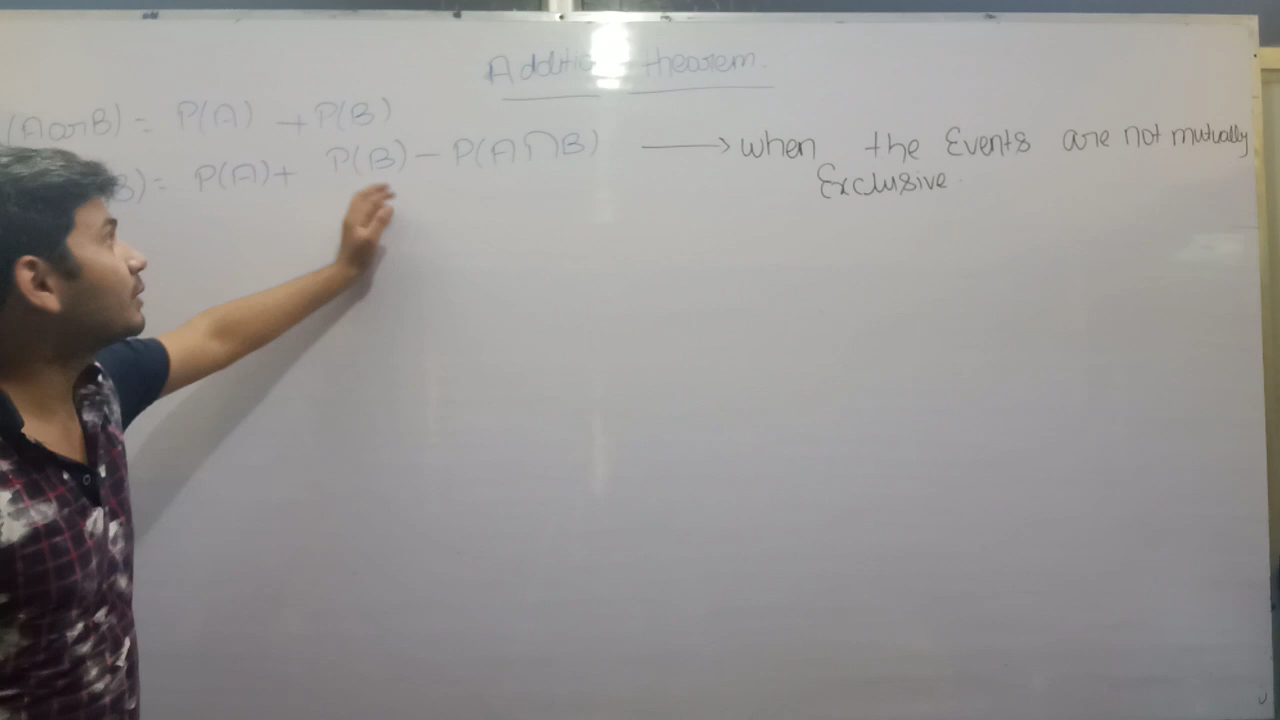 Addition theorem.
(A or B) = P(A) + P(B)
B) = P(A) + P(B) - P(A∩B) → when the Events are not mutually
Exclusive.